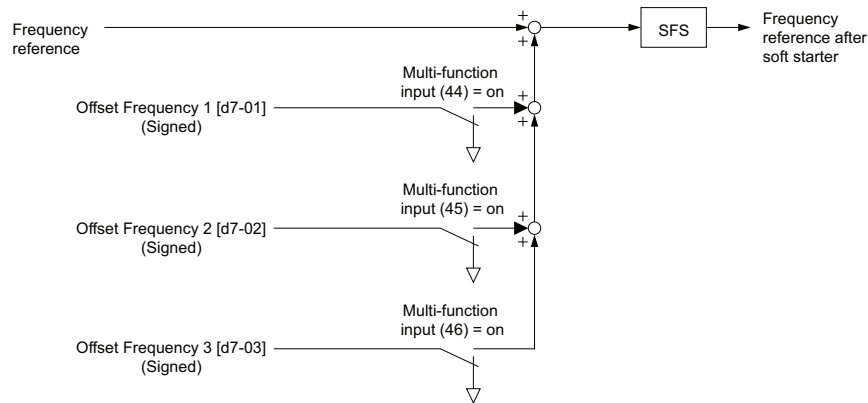 Frequency
reference
+
+
SFS
Frequency
reference after
soft starter
Multi-function
input (44) = on
Offset Frequency 1 [d7-01]
(Signed)
+
+
Multi-function
input (45) = on
Offset Frequency 2 [d7-02]
(Signed)
+
+
Multi-function
input (46) = on
Offset Frequency 3 [d7-03]
(Signed)